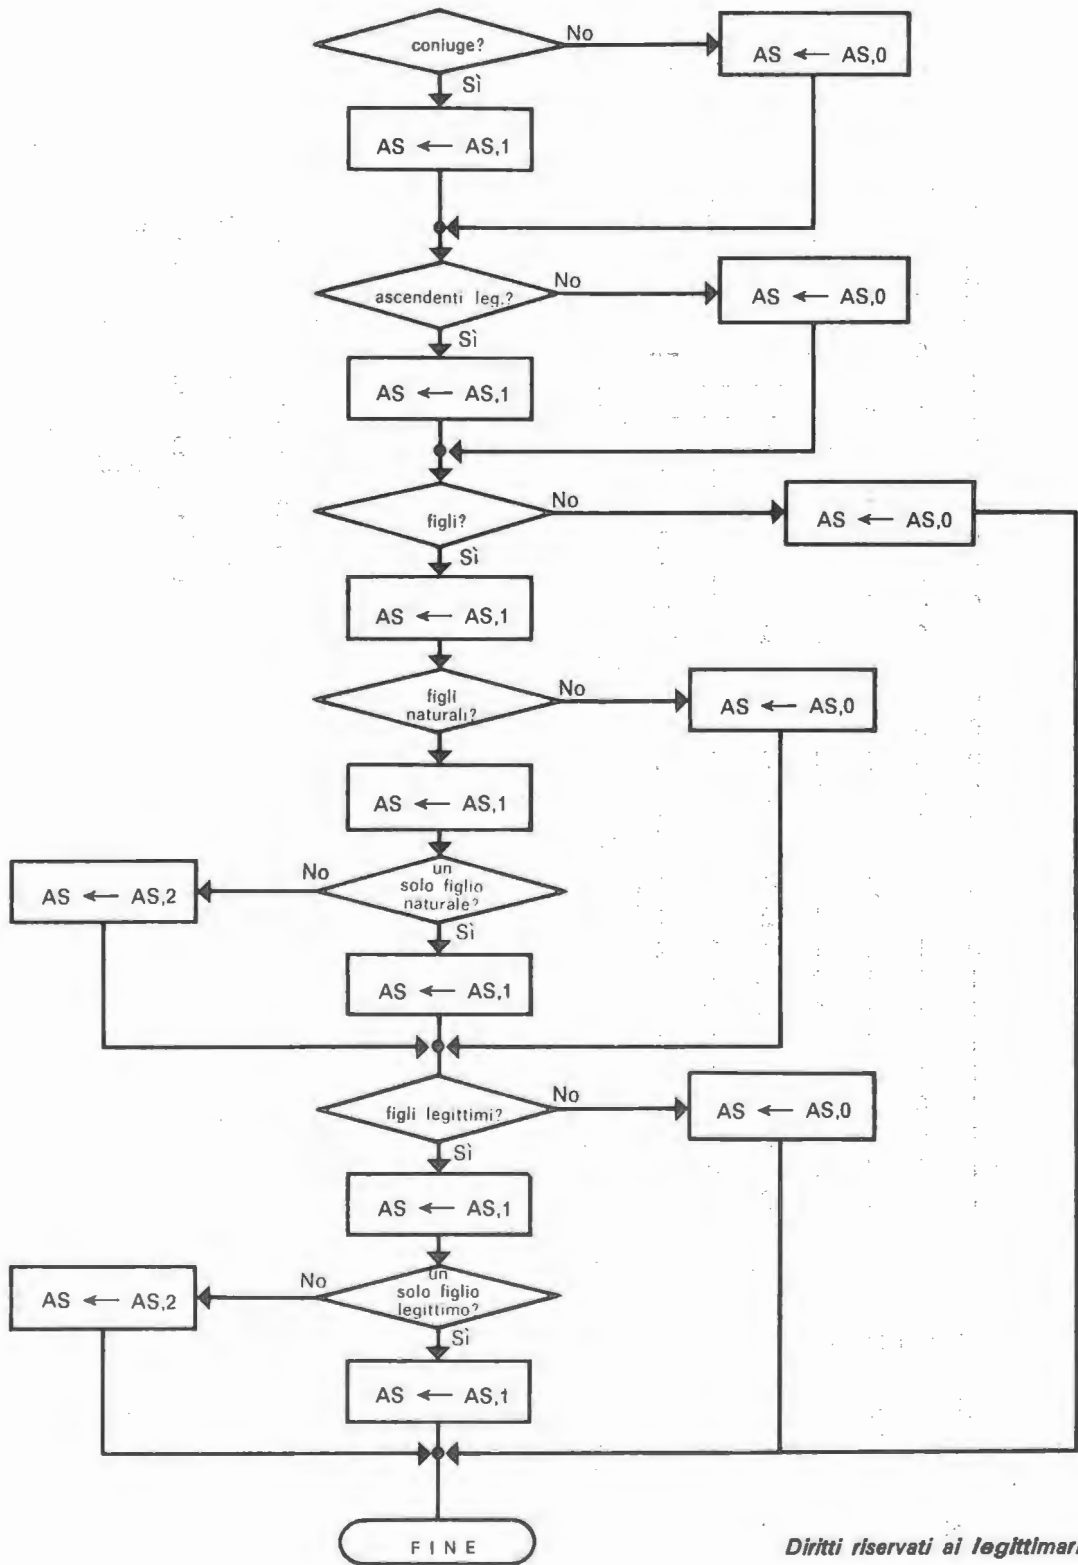 coniuge?
No
AS ← AS,0
Sì
AS ← AS,1
ascendenti leg.?
No
AS ← AS,0
Sì
AS ← AS,1
figli?
No
AS ← AS,0
Sì
AS ← AS,1
figli
naturali?
No
AS ← AS,0
AS ← AS,1
un
solo figlio
naturale?
No
AS ← AS,2
Sì
AS ← AS,1
figli legittimi?
No
AS ← AS,0
Sì
AS ← AS,1
un
solo figlio
legittimo?
No
AS ← AS,2
Sì
AS ← AS,1
FINE
Diritti riservati ai legittimari